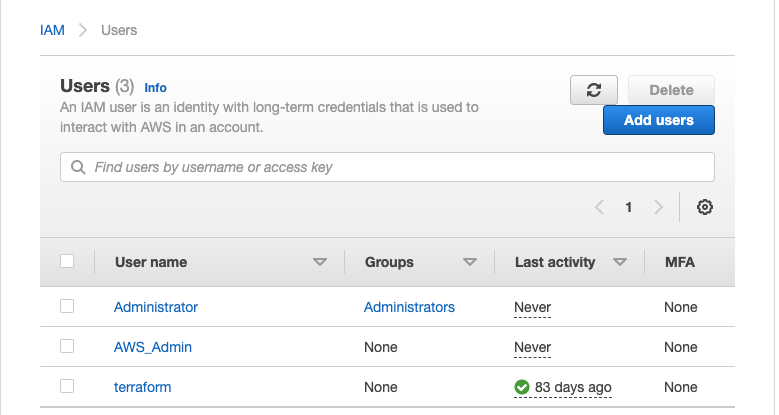 IAM > Users
Users (3) Info
Delete
An IAM user is an identity with long-term credentials that is used to
interact with AWS in an account.
Add users
Find users by username or access key
1
User name Groups Last activity MFA
Administrator Administrators Never None
AWS_Admin None Never None
terraform None 83 days ago None